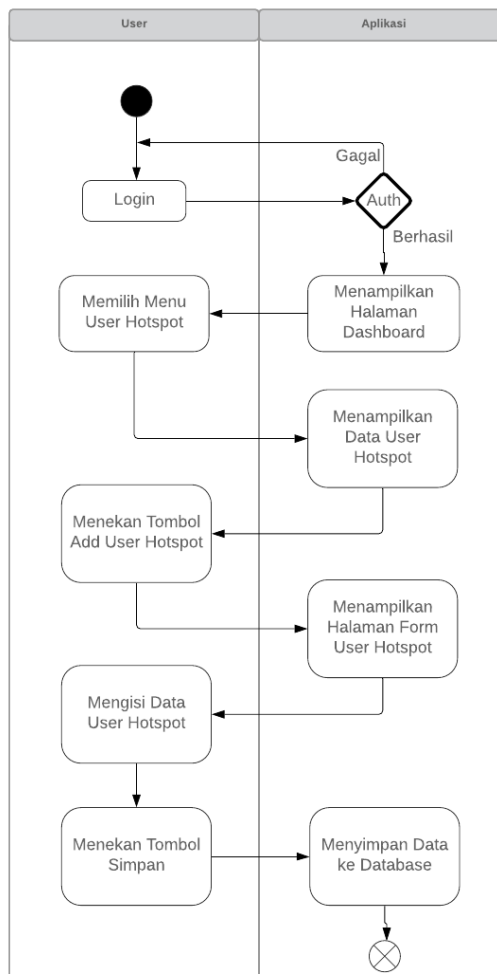 User
Aplikasi
Gagal
Login
Auth
Berhasil
Memilih Menu
User Hotspot
Menampilkan
Halaman
Dashboard
Menampilkan
Data User
Hotspot
Menekan Tombol
Add User Hotspot
Menampilkan
Halaman Form
User Hotspot
Mengisi Data
User Hotspot
Menekan Tombol
Simpan
Menyimpan Data
ke Database